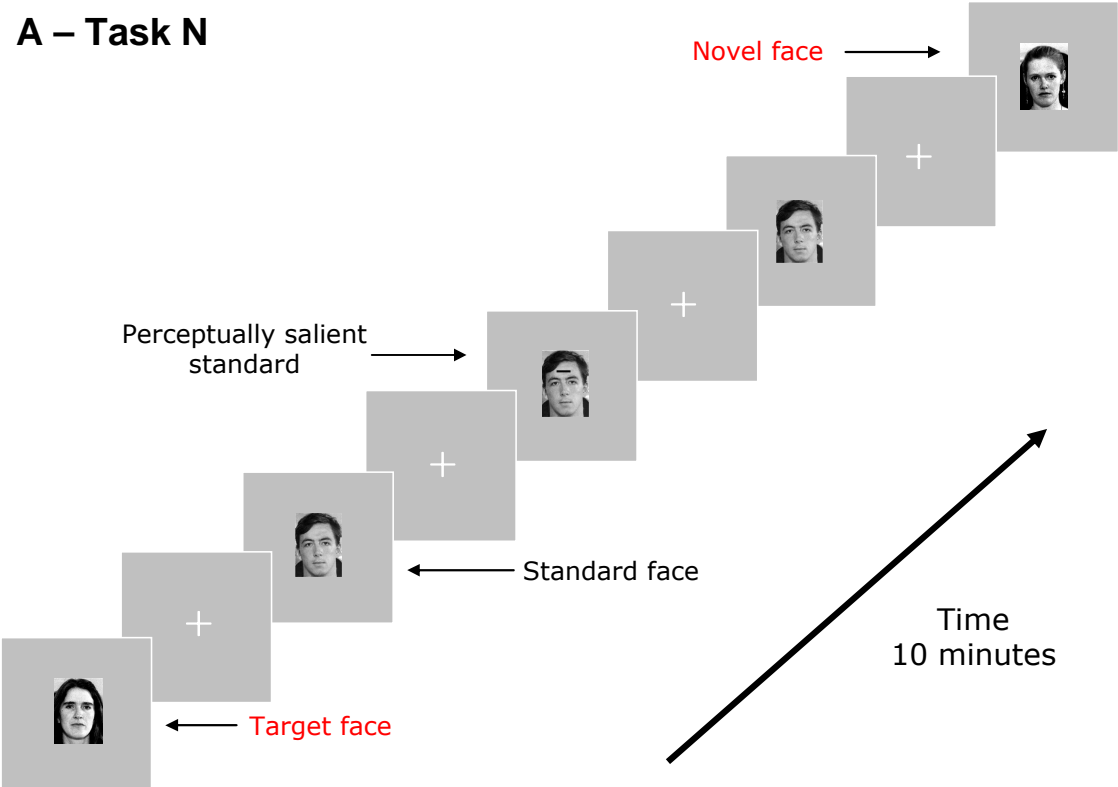 A – Task N
Novel face
Perceptually salient
standard
Standard face
Time
10 minutes
Target face